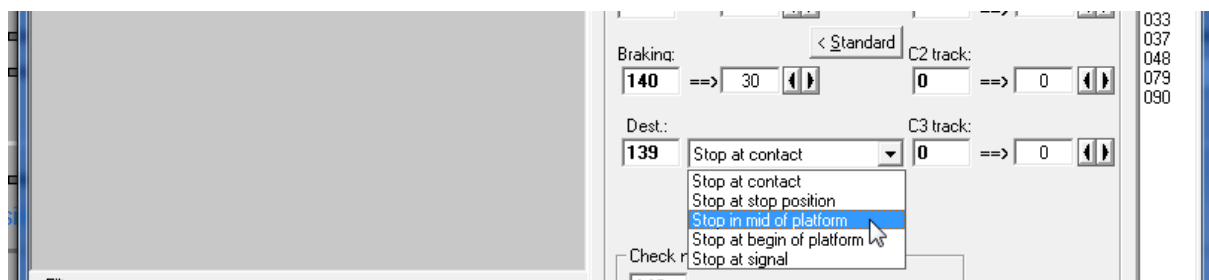 ==>
033
< Standard
037
Braking:
C2 track:
048
140 ==> 30
0 ==> 0
079
090
Dest.:
C3 track:
139 Stop at contact
0 ==> 0
Stop at contact
Stop at stop position
Stop in mid of platform
Stop at begin of platform
Stop at signal
Check